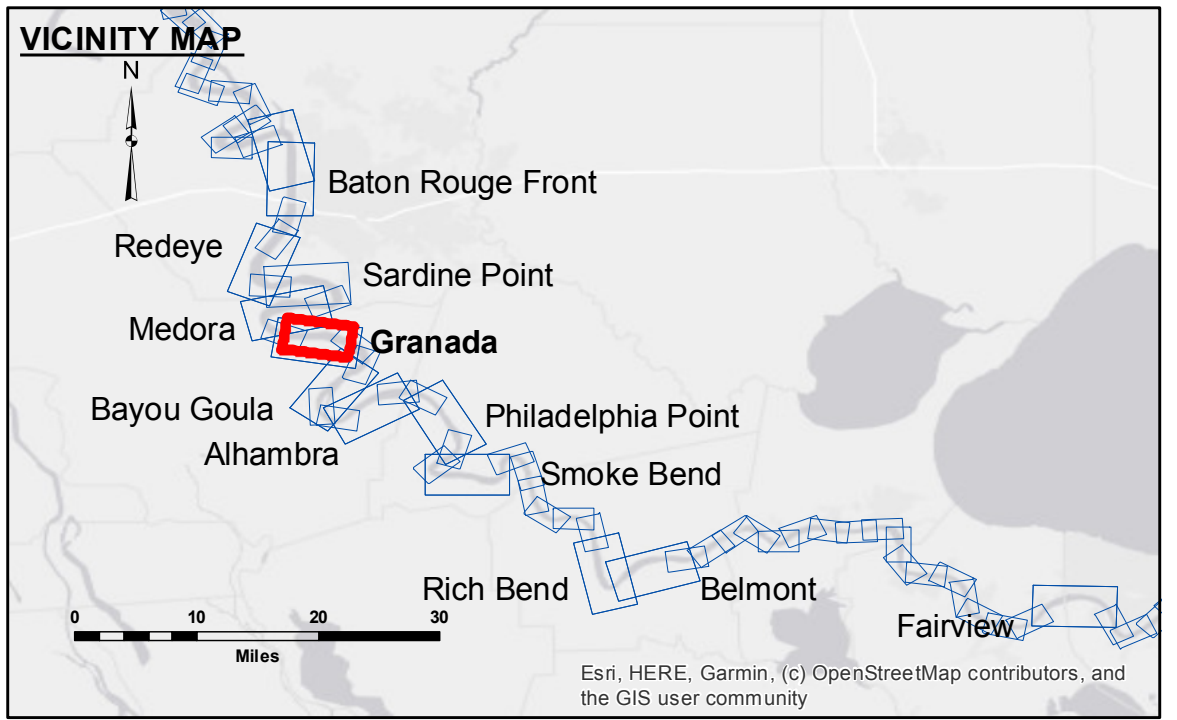 VICINITY MAP
N
Baton Rouge Front
Redeye
Sardine Point
Medora
Granada
Bayou Goula
Philadelphia Point
Alhambra
Smoke Bend
Rich Bend
Belmont
Fairview
0 10 20 30
Miles
Esri, HERE, Garmin, (c) OpenStreetMap contributors, and
the GIS user community